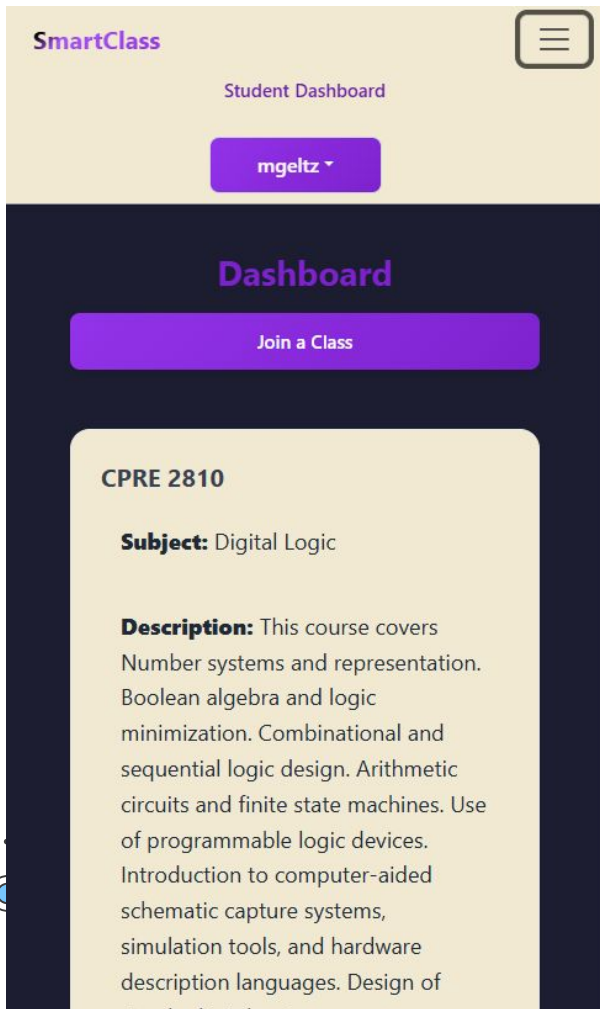 SmartClass
Student Dashboard
mgeltz
Dashboard
Join a Class
CPRE 2810
Subject: Digital Logic
Description: This course covers
Number systems and representation.
Boolean algebra and logic
minimization. Combinational and
sequential logic design. Arithmetic
circuits and finite state machines. Use
of programmable logic devices.
Introduction to computer-aided
schematic capture systems,
simulation tools, and hardware
description languages. Design of